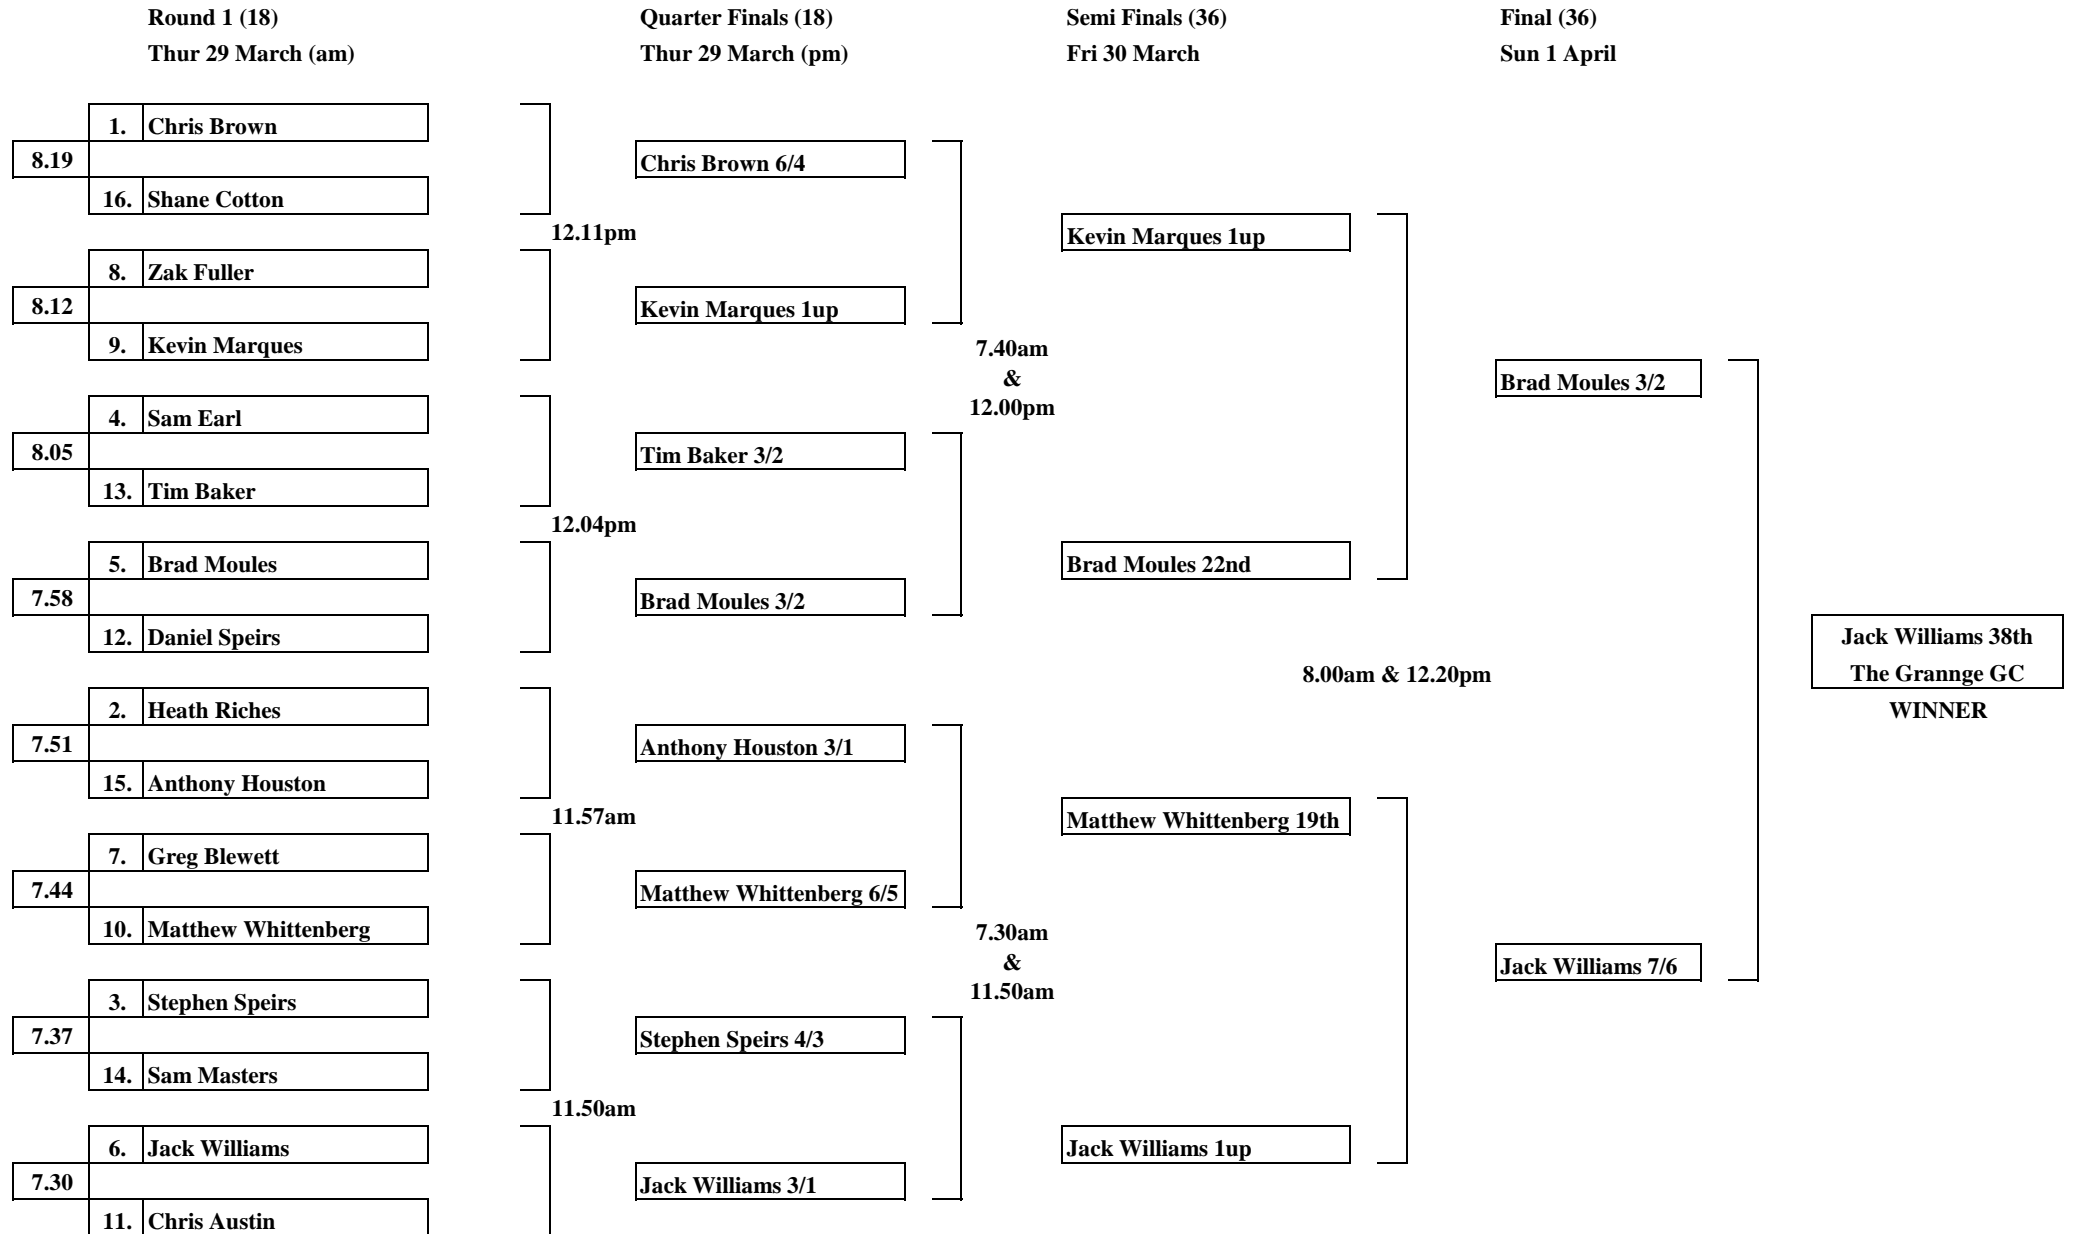 Round 1 (18)
Quarter Finals (18)
Semi Finals (36)
Final (36)
Thur 29 March (am)
Thur 29 March (pm)
Fri 30 March
Sun 1 April
1. Chris Brown
8.19
Chris Brown 6/4
16. Shane Cotton
12.11pm
Kevin Marques 1up
8. Zak Fuller
8.12
Kevin Marques 1up
9. Kevin Marques
7.40am
&
12.00pm
Brad Moules 3/2
4. Sam Earl
8.05
Tim Baker 3/2
13. Tim Baker
12.04pm
5. Brad Moules
Brad Moules 22nd
7.58
Brad Moules 3/2
12. Daniel Speirs
Jack Williams 38th
8.00am & 12.20pm
The Grannge GC
WINNER
2. Heath Riches
7.51
Anthony Houston 3/1
15. Anthony Houston
11.57am
Matthew Whittenberg 19th
7. Greg Blewett
7.44
Matthew Whittenberg 6/5
10. Matthew Whittenberg
7.30am
&
11.50am
Jack Williams 7/6
3. Stephen Speirs
7.37
Stephen Speirs 4/3
14. Sam Masters
11.50am
6. Jack Williams
Jack Williams 1up
7.30
Jack Williams 3/1
11. Chris Austin